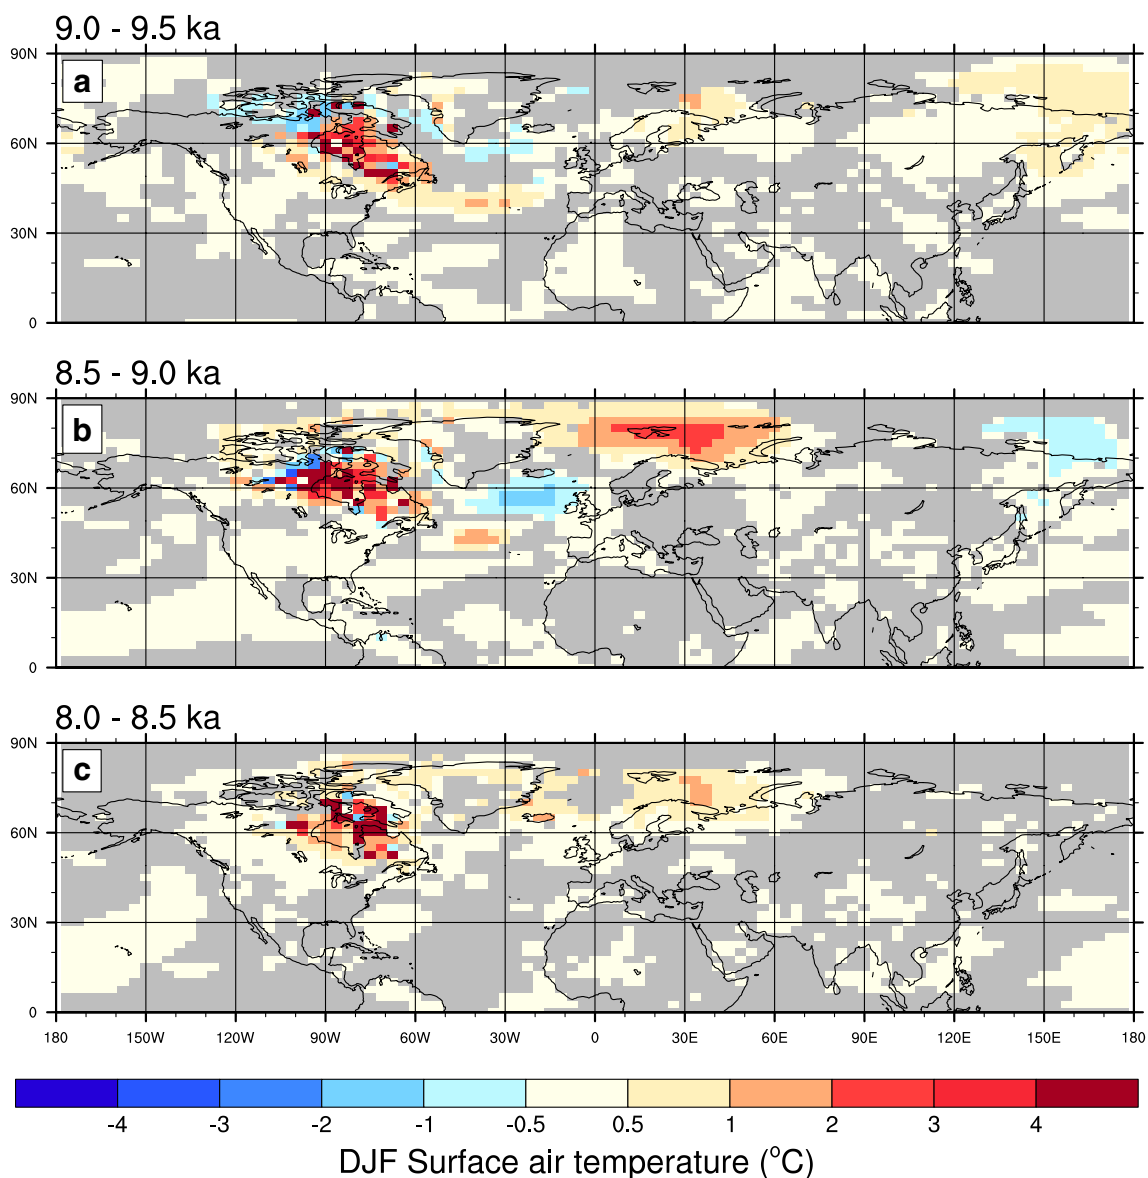 9.0 - 9.5 ka
90N
a
60N
30N
0
8.5 - 9.0 ka
90N
b
60N
30N
0
8.0 - 8.5 ka
90N
c
60N
30N
0
180 150W 120W 90W 60W 30W 0 30E 60E 90E 120E 150E 180
-4 -3 -2 -1 -0.5 0.5 1 2 3 4
DJF Surface air temperature (°C)